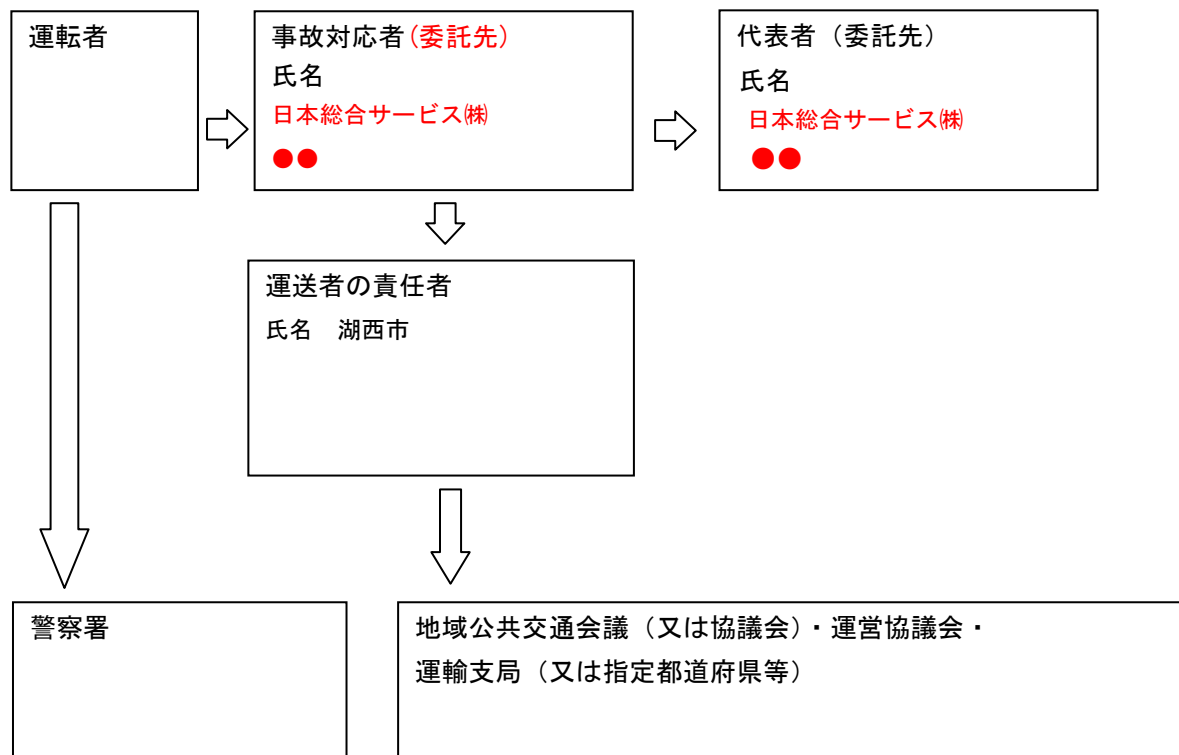 運転者
事故対応者(委託先)
氏名
日本総合サービス㈱
●●
代表者（委託先）
氏名
日本総合サービス㈱
●●
運送者の責任者
氏名　湖西市
警察署
地域公共交通会議（又は協議会）・運営協議会・
運輸支局（又は指定都道府県等）